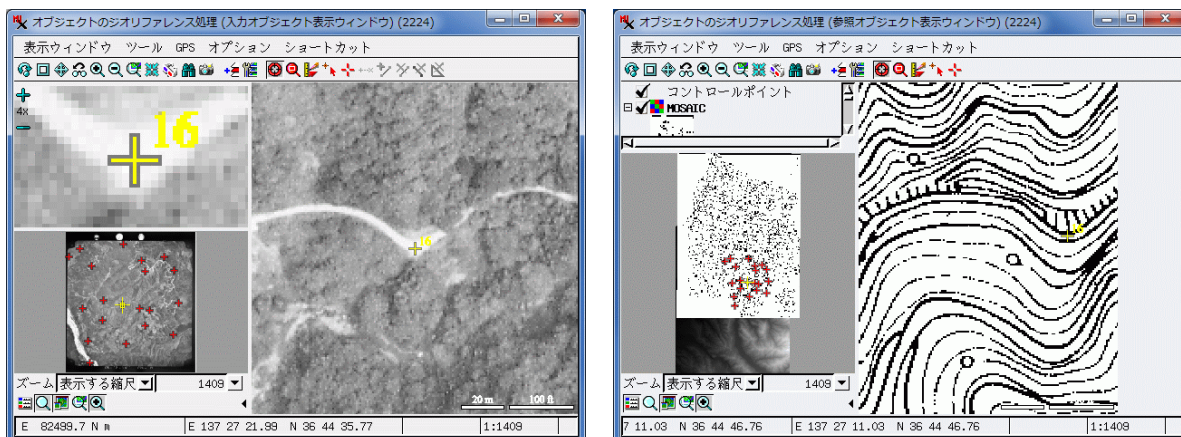 オブジェクトのジオリファレンス処理 (入力オブジェクト表示ウィンドウ) (2224)
表示ウィンドウ ツール GPS オプション ショートカット
4x
16
16
20 m 100 ft
ズーム 表示する縮尺 1409
E 82499.7 N m E 137 27 21.99 N 36 44 35.77 1:1409
オブジェクトのジオリファレンス処理 (参照オブジェクト表示ウィンドウ) (2224)
表示ウィンドウ ツール GPS オプション ショートカット
コントロールポイント
MOSAIC
16
ズーム 表示する縮尺 1409
7 11.03 N 36 44 46.76 E 137 27 11.03 N 36 44 46.76 1:1409